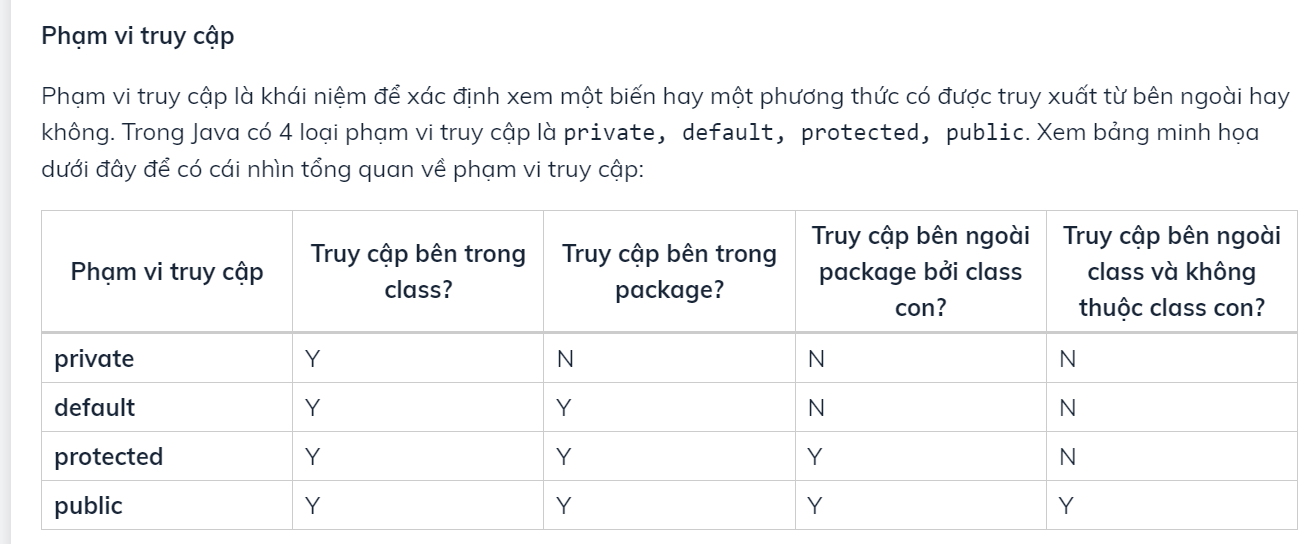 Phạm vi truy cập
Phạm vi truy cập là khái niệm để xác định xem một biến hay một phương thức có được truy xuất từ bên ngoài hay
không. Trong Java có 4 loại phạm vi truy cập là private, default, protected, public. Xem bảng minh họa
dưới đây để có cái nhìn tổng quan về phạm vi truy cập:
Phạm vi truy cập
Truy cập bên trong
class?
Truy cập bên trong
package?
Truy cập bên ngoài
package bởi class
con?
Truy cập bên ngoài
class và không
thuộc class con?
private Y N N N
default Y Y N N
protected Y Y Y N
public Y Y Y Y